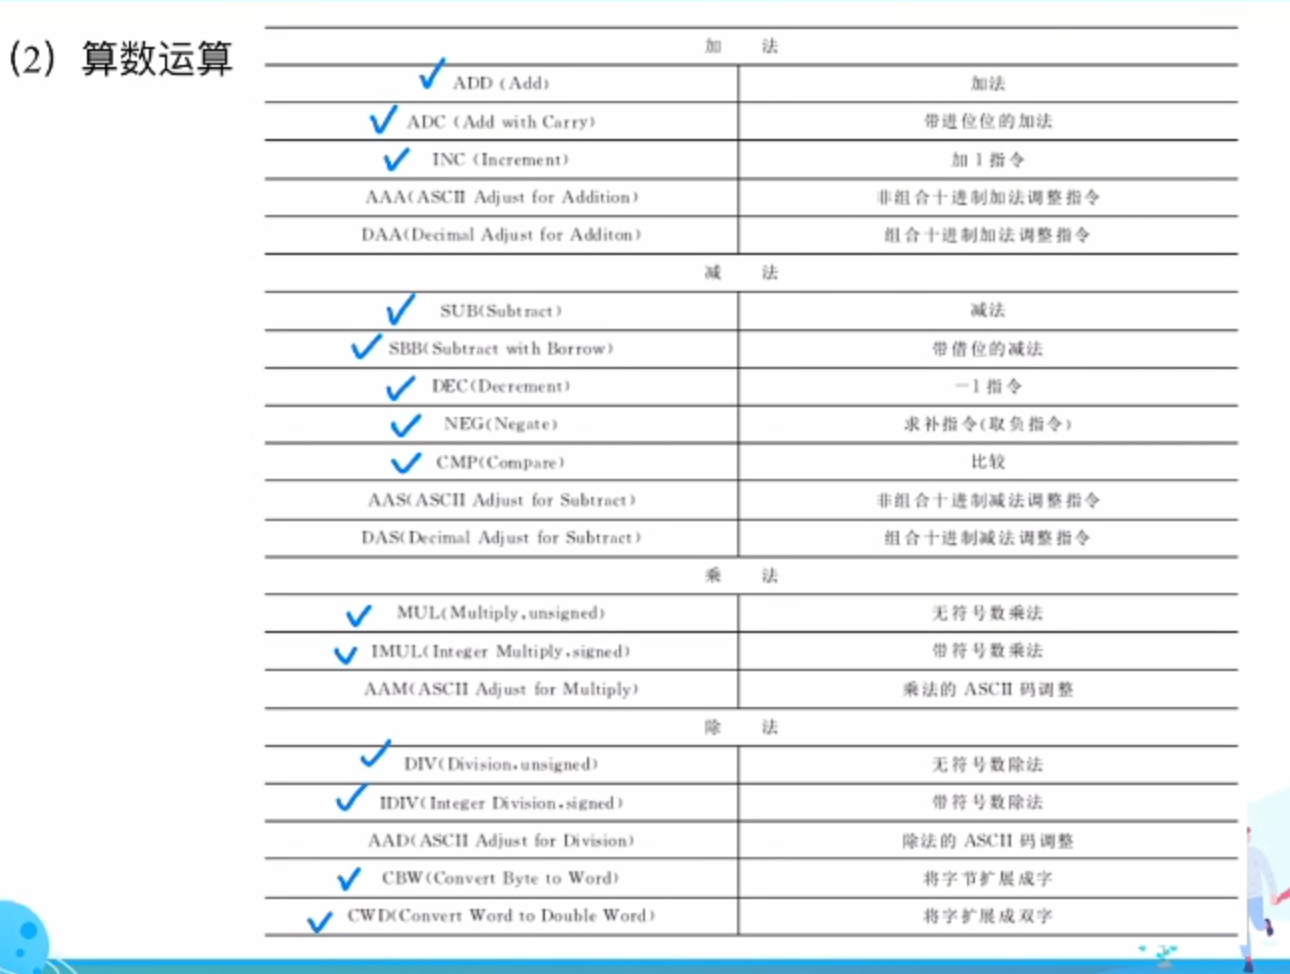 (2) 算数运算
加 法
ADD (Add) 加法
ADC (Add with Carry) 带进位位的加法
INC (Increment) 加 1 指令
AAA(ASCII Adjust for Addition) 非组合十进制加法调整指令
DAA(Decimal Adjust for Additon) 组合十进制加法调整指令
减 法
SUB(Subtract) 减法
SBB(Subtract with Borrow) 带借位的减法
DEC(Decrement) —1 指令
NEG(Negate) 求补指令(取负指令)
CMP(Compare) 比较
AAS(ASCII Adjust for Subtract) 非组合十进制减法调整指令
DAS(Decimal Adjust for Subtract) 组合十进制减法调整指令
乘 法
MUL(Multiply,unsigned) 无符号数乘法
IMUL(Integer Multiply,signed) 带符号数乘法
AAM(ASCII Adjust for Multiply) 乘法的 ASCII 码调整
除 法
DIV(Division,unsigned) 无符号数除法
IDIV(Integer Division,signed) 带符号数除法
AAD(ASCII Adjust for Division) 除法的 ASCII 码调整
CBW(Convert Byte to Word) 将字节扩展成字
CWD(Convert Word to Double Word) 将字扩展成双字